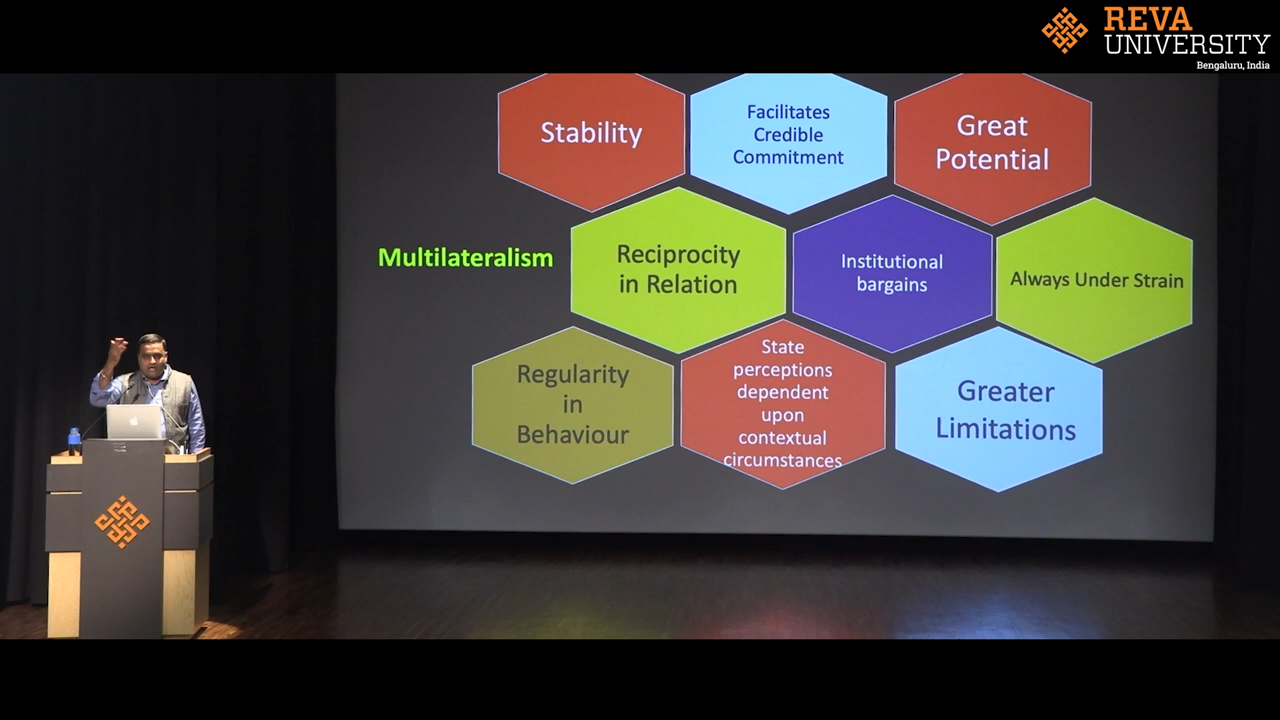 REVA
UNIVERSITY
Bengaluru, India
Stability
Facilitates
Credible
Commitment
Great
Potential
Multilateralism
Reciprocity
in Relation
Institutional
bargains
Always Under Strain
Regularity
in
Behaviour
State
perceptions
dependent
upon
contextual
circumstances
Greater
Limitations